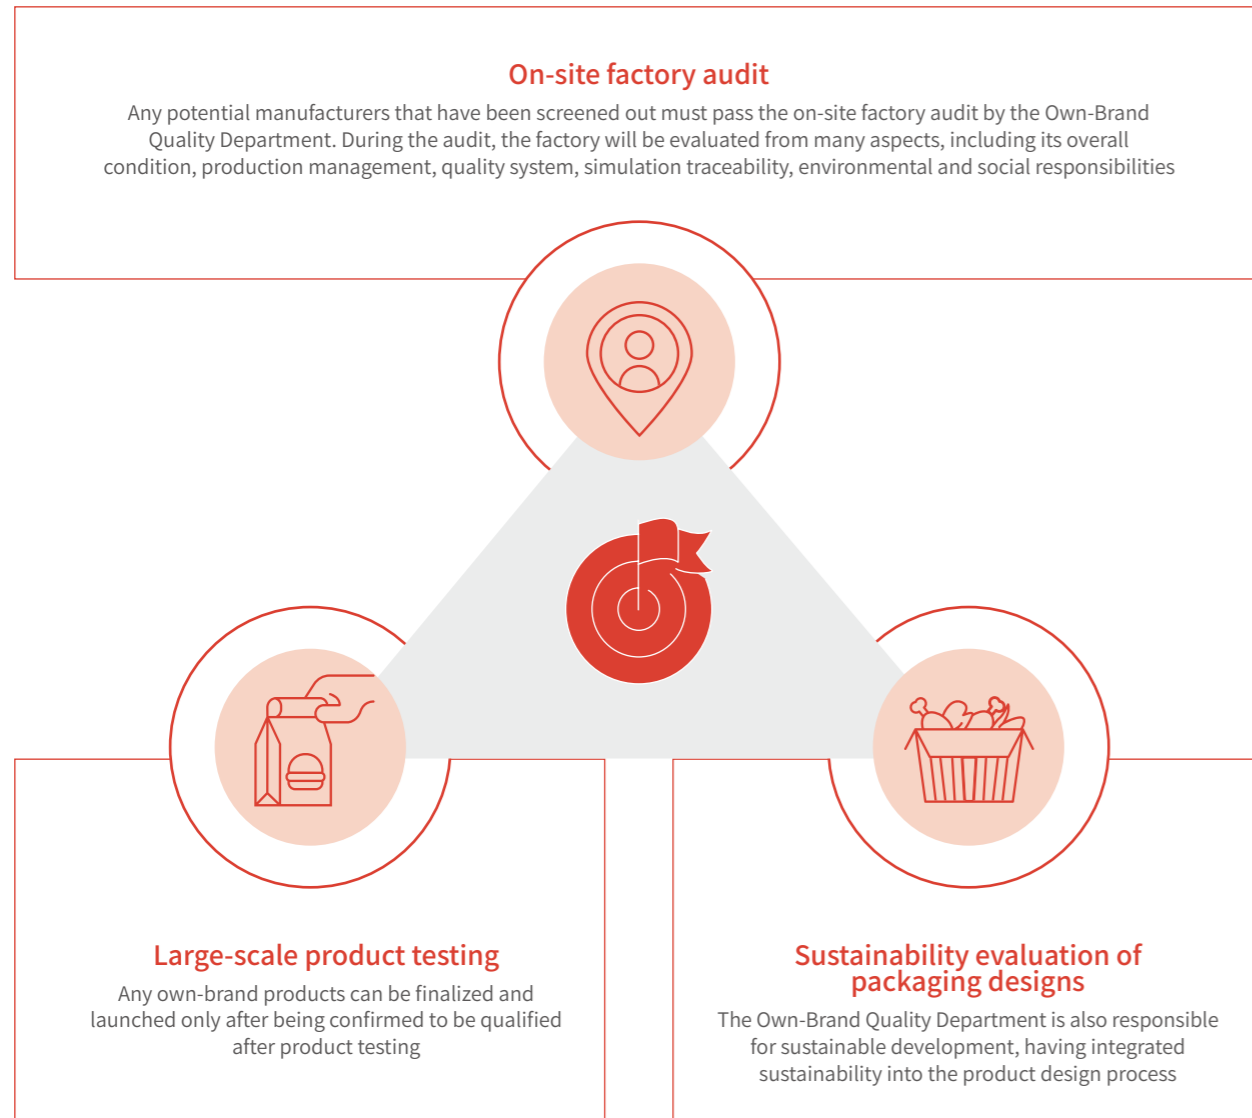 On-site factory audit
Any potential manufacturers that have been screened out must pass the on-site factory audit by the Own-Brand
Quality Department. During the audit, the factory will be evaluated from many aspects, including its overall
condition, production management, quality system, simulation traceability, environmental and social responsibilities
Large-scale product testing
Any own-brand products can be finalized and
launched only after being confirmed to be qualified
after product testing
Sustainability evaluation of
packaging designs
The Own-Brand Quality Department is also responsible
for sustainable development, having integrated
sustainability into the product design process